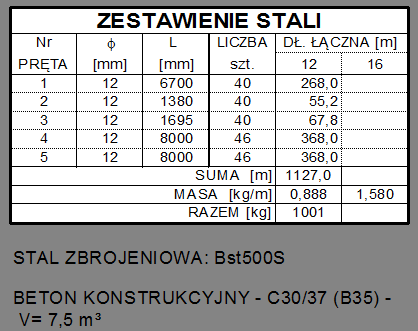 ZESTAWIENIE STALI
Nr ϕ L LICZBA DŁ. ŁĄCZNA [m]
PRĘTA [mm] [mm] szt. 12 16
1 12 6700 40 268,0
2 12 1380 40 55,2
3 12 1695 40 67,8
4 12 8000 46 368,0
5 12 8000 46 368,0
SUMA [m] 1127,0
MASA [kg/m] 0,888 1,580
RAZEM [kg] 1001
STAL ZBROJENIOWA: Bst500S
BETON KONSTRUKCYJNY - C30/37 (B35) -
V= 7,5 m³